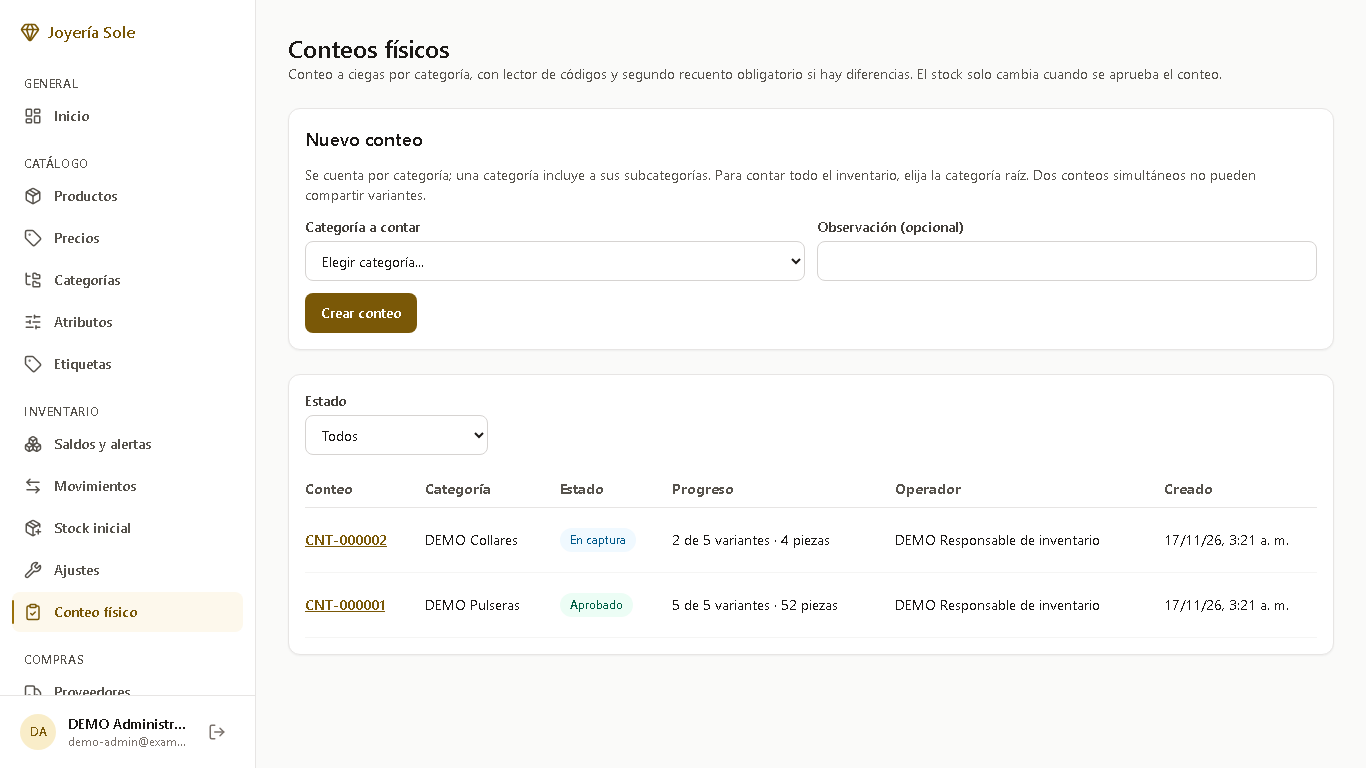 Joyería Sole
GENERAL
Inicio
CATÁLOGO
Productos
Precios
Categorías
Atributos
Etiquetas
INVENTARIO
Saldos y alertas
Movimientos
Stock inicial
Ajustes
Conteo físico
COMPRAS
Proveedores
DA
DEMO Administr...
demo-admin@exam...
Conteos físicos
Conteo a ciegas por categoría, con lector de códigos y segundo recuento obligatorio si hay diferencias. El stock solo cambia cuando se aprueba el conteo.
Nuevo conteo
Se cuenta por categoría; una categoría incluye a sus subcategorías. Para contar todo el inventario, elija la categoría raíz. Dos conteos simultáneos no pueden
compartir variantes.
Categoría a contar
Observación (opcional)
Elegir categoría...
Crear conteo
Estado
Todos
Conteo Categoría Estado Progreso Operador Creado
CNT-000002 DEMO Collares En captura 2 de 5 variantes · 4 piezas DEMO Responsable de inventario 17/11/26, 3:21 a. m.
CNT-000001 DEMO Pulseras Aprobado 5 de 5 variantes · 52 piezas DEMO Responsable de inventario 17/11/26, 3:21 a. m.